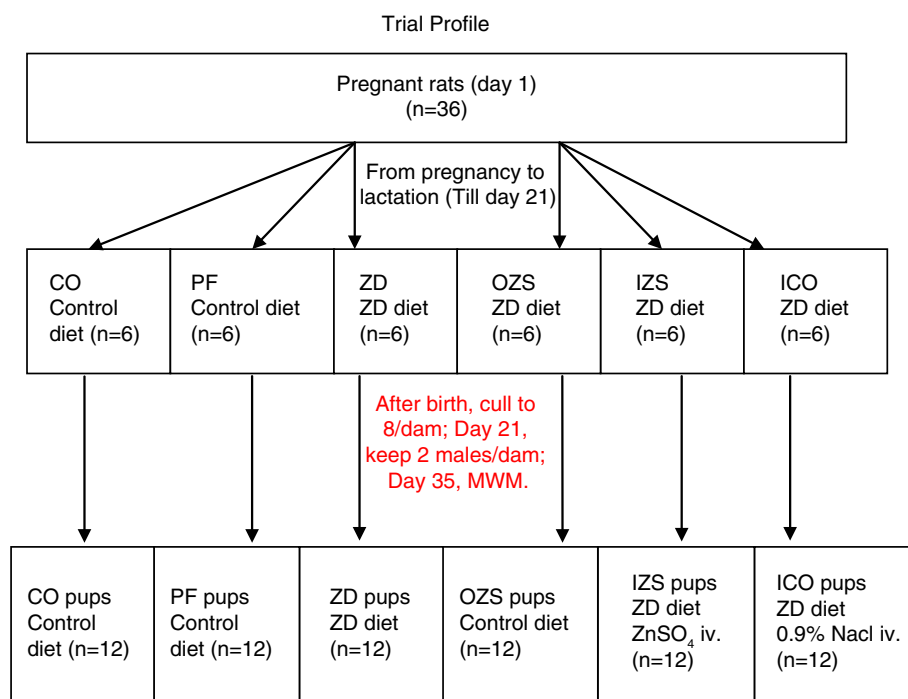 Trial Profile
Pregnant rats (day 1)
(n=36)
From pregnancy to
lactation (Till day 21)
CO
Control
diet (n=6)
PF
Control diet
(n=6)
ZD
ZD diet
(n=6)
OZS
ZD diet
(n=6)
IZS
ZD diet
(n=6)
ICO
ZD diet
(n=6)
After birth, cull to
8/dam; Day 21,
keep 2 males/dam;
Day 35, MWM.
CO pups
Control
diet (n=12)
PF pups
Control
diet (n=12)
ZD pups
ZD diet
(n=12)
OZS pups
Control diet
(n=12)
IZS pups
ZD diet
ZnSO₄ iv.
(n=12)
ICO pups
ZD diet
0.9% Nacl iv.
(n=12)